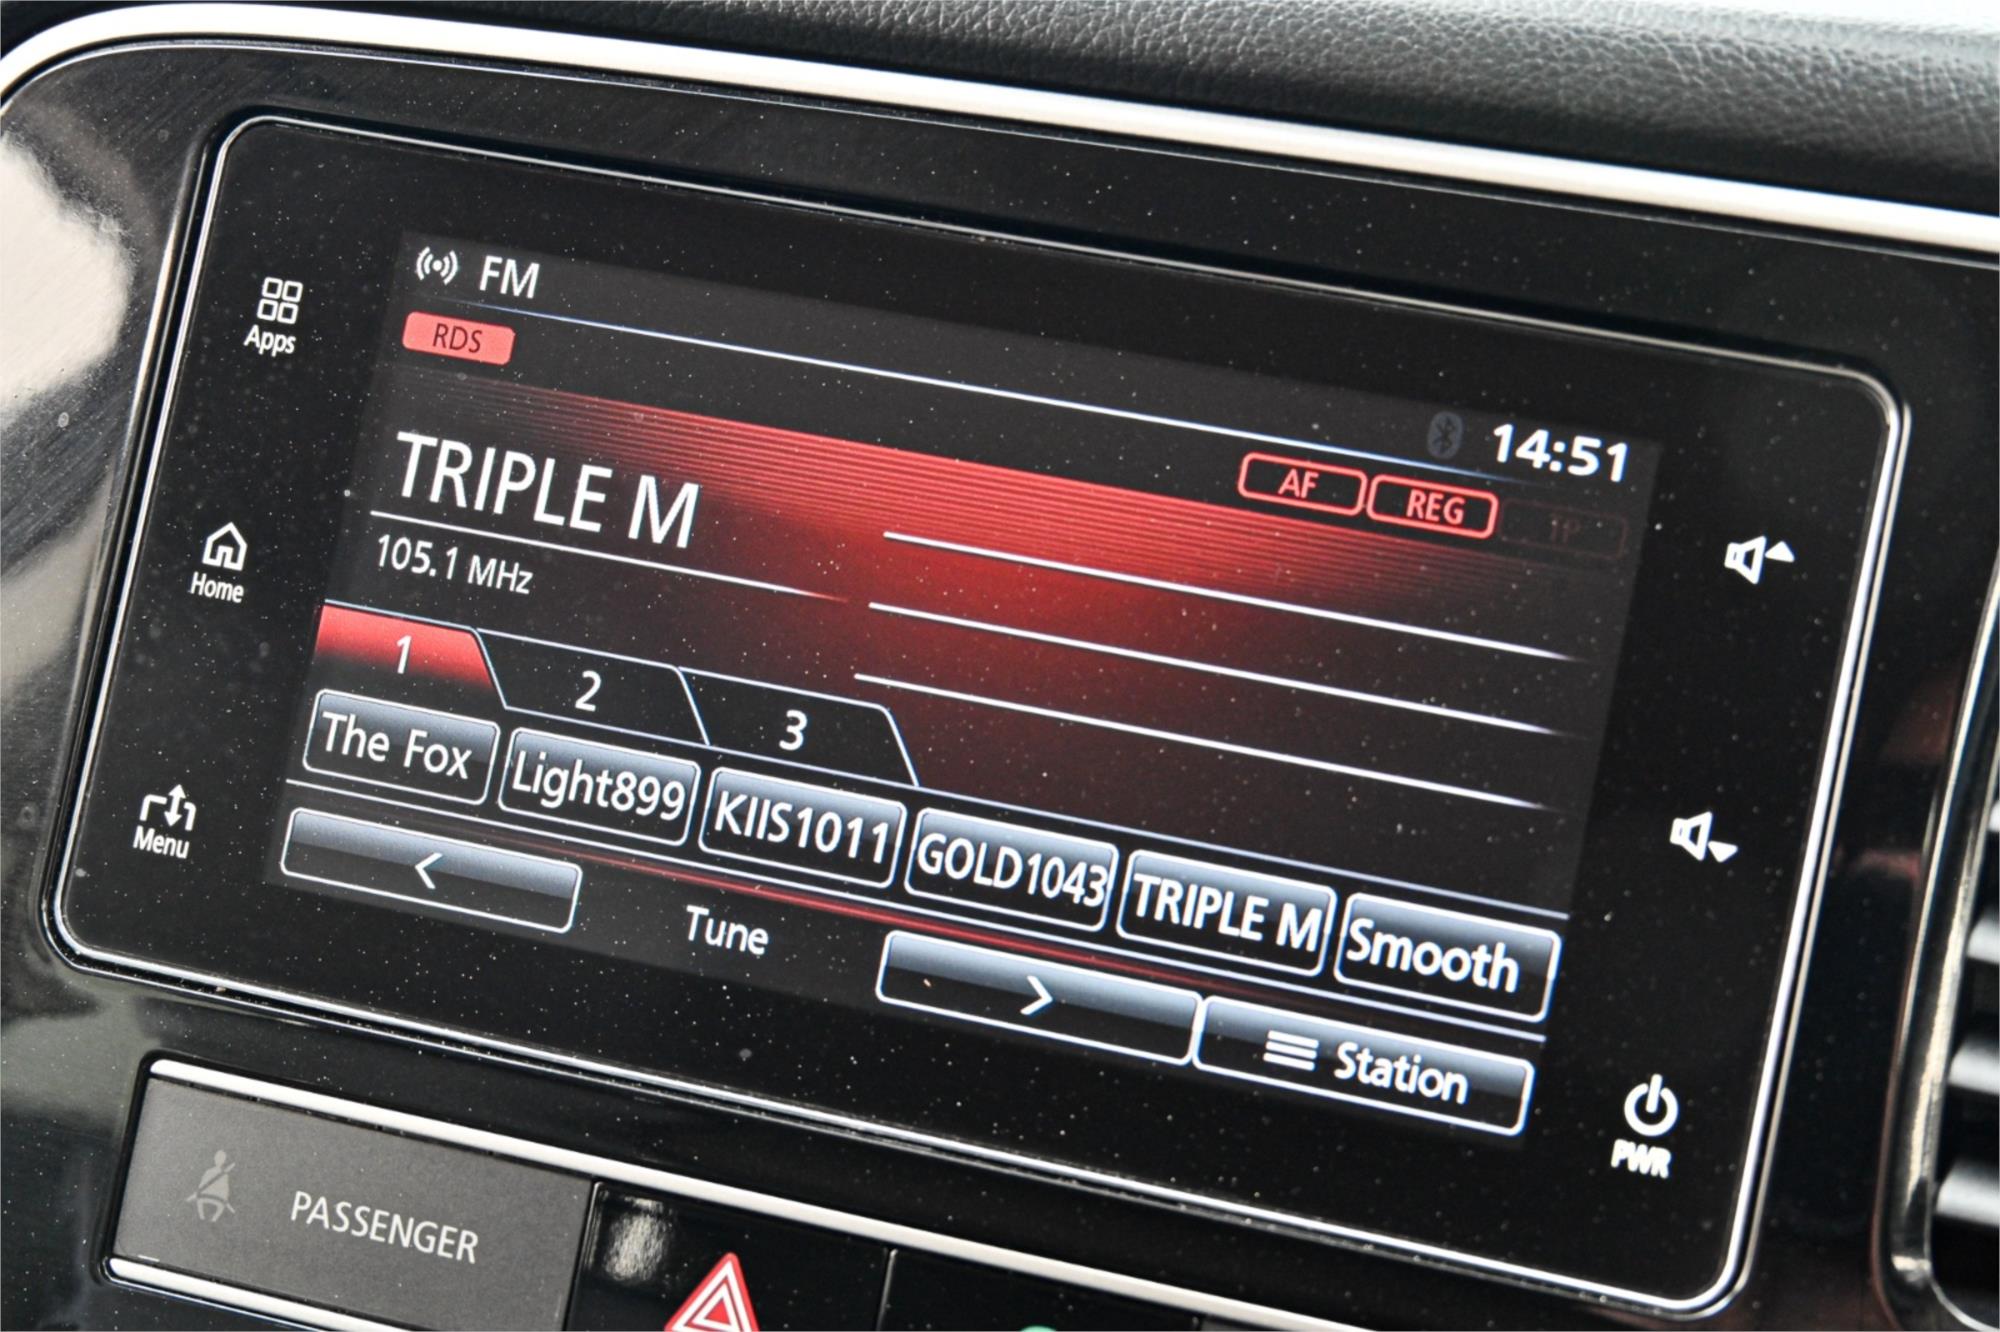 FM
14:51
RDS
AF REG TP
TRIPLE M
105.1 MHz
1 2 3
The Fox Light899 KIIS1011 GOLD1043 TRIPLE M Smooth
< Tune > Station
Apps
Home
Menu
PWR
PASSENGER